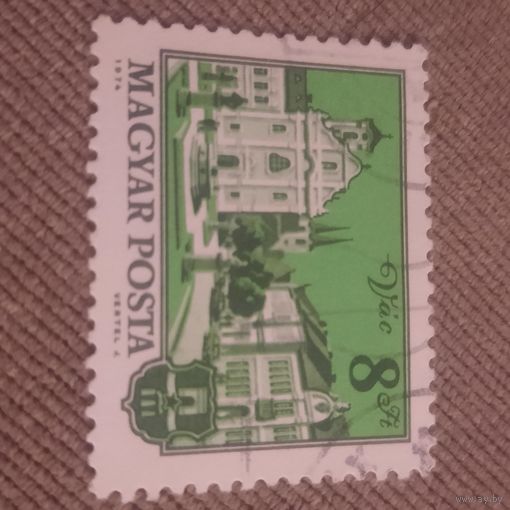 Vác
8 Ft
MAGYAR POSTA
1974
VERTEL J.
www.ay.by